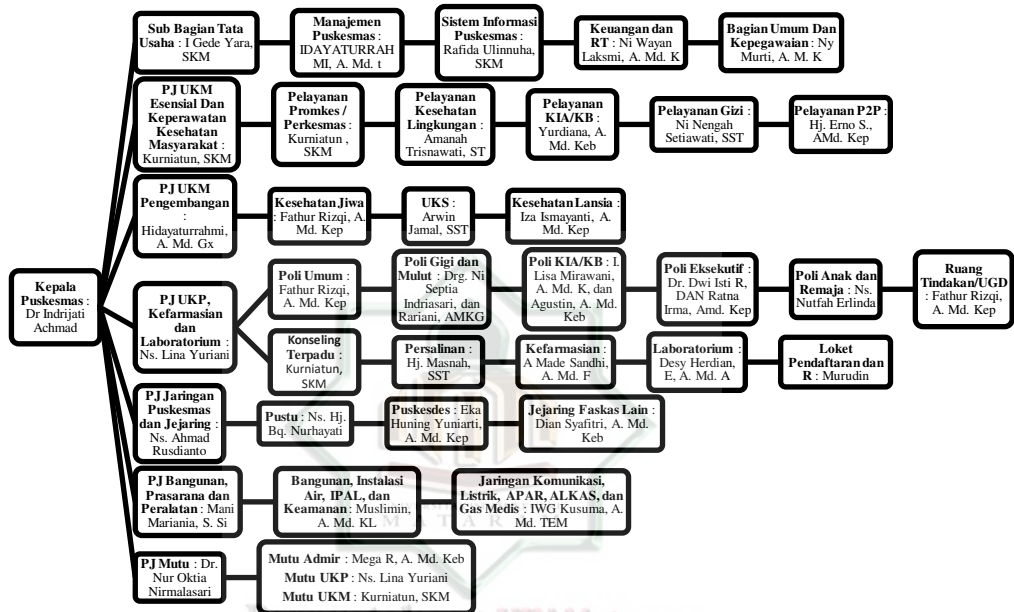 Kepala
Puskesmas :
Dr Indrijati
Achmad
Sub Bagian Tata
Usaha : I Gede Yara,
SKM
Manajemen
Puskesmas :
IDAYATURRAH
MI, A. Md. t
Sistem Informasi
Puskesmas :
Rafida Ulinnuha,
SKM
Keuangan dan
RT : Ni Wayan
Laksmi, A. Md. K
Bagian Umum Dan
Kepegawaian : Ny
Murti, A. M. K
PJ UKM
Esensial Dan
Keperawatan
Kesehatan
Masyarakat :
Kurniatun, SKM
Pelayanan
Promkes /
Perkesmas :
Kurniatun ,
SKM
Pelayanan
Kesehatan
Lingkungan :
Amanah
Trisnawati, ST
Pelayanan
KIA/KB :
Yurdiana, A.
Md. Keb
Pelayanan Gizi :
Ni Nengah
Setiawati, SST
Pelayanan P2P :
Hj. Erno S.,
AMd. Kep
PJ UKM
Pengembangan
:
Hidayaturrahmi,
A. Md. Gx
Kesehatan Jiwa
: Fathur Rizqi, A.
Md. Kep
UKS :
Arwin
Jamal, SST
Kesehatan Lansia :
Iza Ismayanti, A.
Md. Kep
PJ UKP,
Kefarmasian
dan
Laboratorium :
Ns. Lina Yuriani
Poli Umum :
Fathur Rizqi,
A. Md. Kep
Poli Gigi dan
Mulut : Drg. Ni
Septia
Indriasari, dan
Rariani, AMKG
Poli KIA/KB : I.
Lisa Mirawani,
A. Md. K, dan
Agustin, A. Md.
Keb
Poli Eksekutif :
Dr. Dwi Isti R,
DAN Ratna
Irma, Amd. Kep
Poli Anak dan
Remaja : Ns.
Nutfah Erlinda
Ruang
Tindakan/UGD
: Fathur Rizqi,
A. Md. Kep
Konseling
Terpadu :
Kurniatun,
SKM
Persalinan :
Hj. Masnah,
SST
Kefarmasian :
A Made Sandhi,
A. Md. F
Laboratorium :
Desy Herdian,
E, A. Md. A
Loket
Pendaftaran dan
R : Murudin
PJ Jaringan
Puskesmas
dan Jejaring :
Ns. Ahmad
Rusdianto
Pustu : Ns. Hj.
Bq. Nurhayati
Puskesdes : Eka
Huning Yuniarti,
A. Md. Kep
Jejaring Faskas Lain :
Dian Syafitri, A. Md.
Keb
PJ Bangunan,
Prasarana dan
Peralatan : Mani
Mariania, S. Si
Bangunan, Instalasi
Air, IPAL, dan
Keamanan : Muslimin,
A. Md. KL
Jaringan Komunikasi,
Listrik, APAR, ALKAS, dan
Gas Medis : IWG Kusuma, A.
Md. TEM
PJ Mutu : Dr.
Nur Oktia
Nirmalasari
Mutu Admir : Mega R, A. Md. Keb
Mutu UKP : Ns. Lina Yuriani
Mutu UKM : Kurniatun, SKM
MATARAM